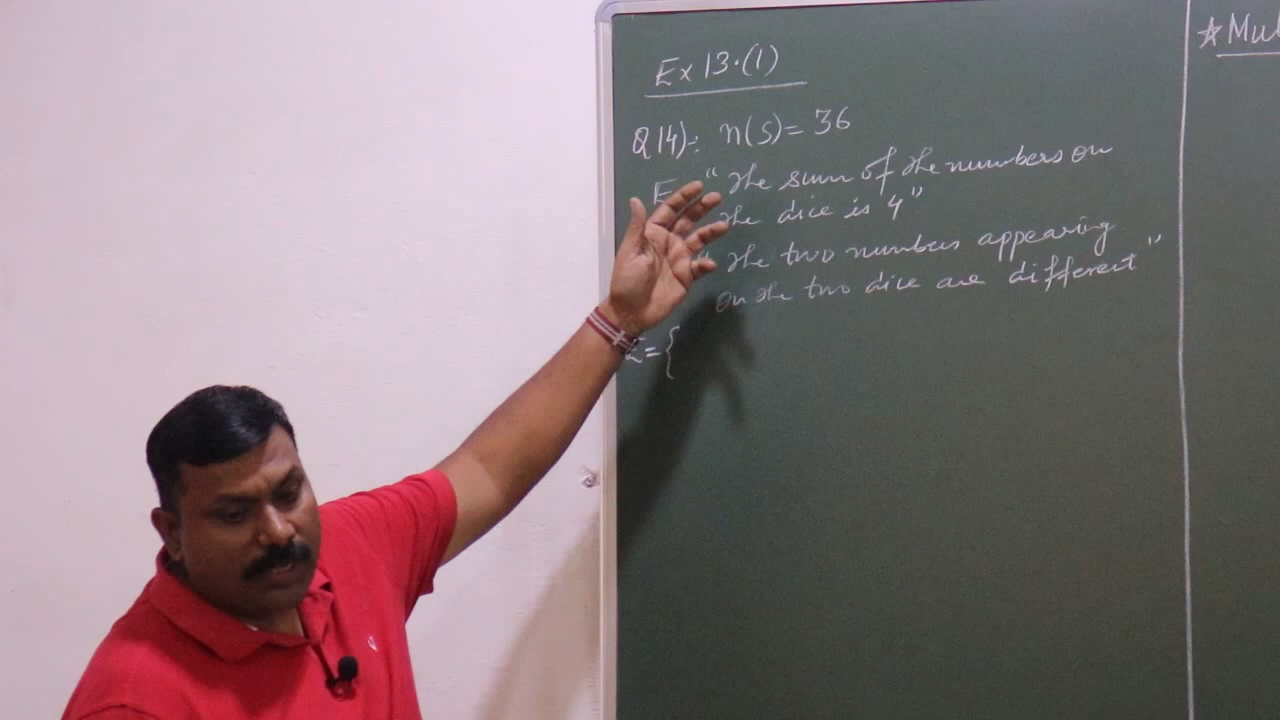 Ex 13.(1)
Q14): n(S) = 36
E " the sum of the numbers on
the dice is 4"
" the two numbers appearing
on the two dice are different"
E = {
☆ Mul